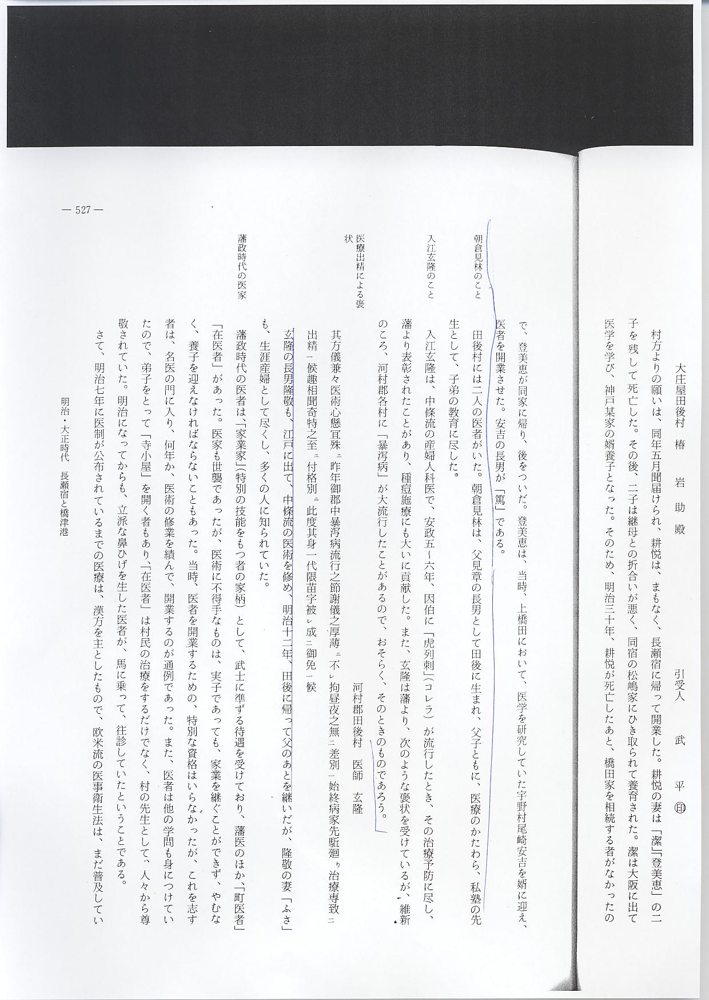 大庄屋田後村　椿　岩助殿　　引受人　武平㊞
村方よりの願いは、同年五月聞届けられ、耕悦は、まもなく、長瀬宿に帰って開業した。耕悦の妻は「潔」「登美恵」の二
子を残して死亡した。その後、二子は継母との折合いが悪く、同宿の松嶋家にひき取られて養育された。潔は大阪に出て
医学を学び、神戸某家の婿養子となった。そのため、明治三十年、耕悦が死亡したあと、橋田家を相続する者がなかったの
で、登美恵が同家に帰り、後をついだ。登美恵は、当時、上橋田において、医学を研究していた宇野村尾崎安吉を婿に迎え、
医者を開業させた。安吉の長男が「篤」である。
朝倉見林のこと
田後村には二人の医者がいた。朝倉見林は、父見章の長男として田後に生まれ、父子ともに、医療のかたわら、私塾の先
生として、子弟の教育に尽した。
入江玄隆のこと
入江玄隆は、中條流の産婦人科医で、安政五～六年、因伯に「虎列刺」（コレラ）が流行したとき、その治療予防に尽し、
藩より表彰されたことがあり、種痘施療にも大いに貢献した。また、玄隆は藩より、次のような褒状を受けているが、維新
のころ、河村郡各村に「暴瀉病」が大流行したことがあるので、おそらく、そのときのものであろう。
医療出精による褒
状
河村郡田後村　医師　玄隆
其方儀兼々医術心懸宜殊ニ昨年御郡中暴瀉病流行之節謝儀之厚薄ニ不レ拘昼夜之無ニ差別一始終病家先駈廻リ治療専致ニ
出精一候趣相聞奇特之至ニ付格別ニ此度其身一代限苗字被レ成ニ御免一候
玄隆の長男隆敬も、江戸に出て、中條流の医術を修め、明治十二年、田後に帰って父のあとを継いだが、隆敬の妻「ふさ」
も、生涯産婦として尽くし、多くの人に知られていた。
藩政時代の医家
藩政時代の医者は、「家業家」（特別の技能をもつ者の家柄）として、武士に準ずる待遇を受けており、藩医のほか、「町医者」
「在医者」があった。医家も世襲であったが、医術に不得手なものは、実子であっても、家業を継ぐことができず、やむな
く、養子を迎えなければならないこともあった。当時、医者を開業するための、特別な資格はいらなかったが、これを志す
者は、名医の門に入り、何年か、医術の修業を績んで、開業するのが通例であった。また、医者は他の学問も身につけてい
たので、弟子をとって「寺小屋」を開く者もあり、「在医者」は村民の治療をするだけでなく、村の先生として、人々から尊
敬されていた。明治になってからも、立派な鼻ひげを生した医者が、馬に乗って、往診していたということである。
さて、明治七年に医制が公布されているまでの医療は、漢方を主としたもので、欧米流の医事衛生法は、まだ普及してい
明治・大正時代　長瀬宿と橋津港
— 527 —